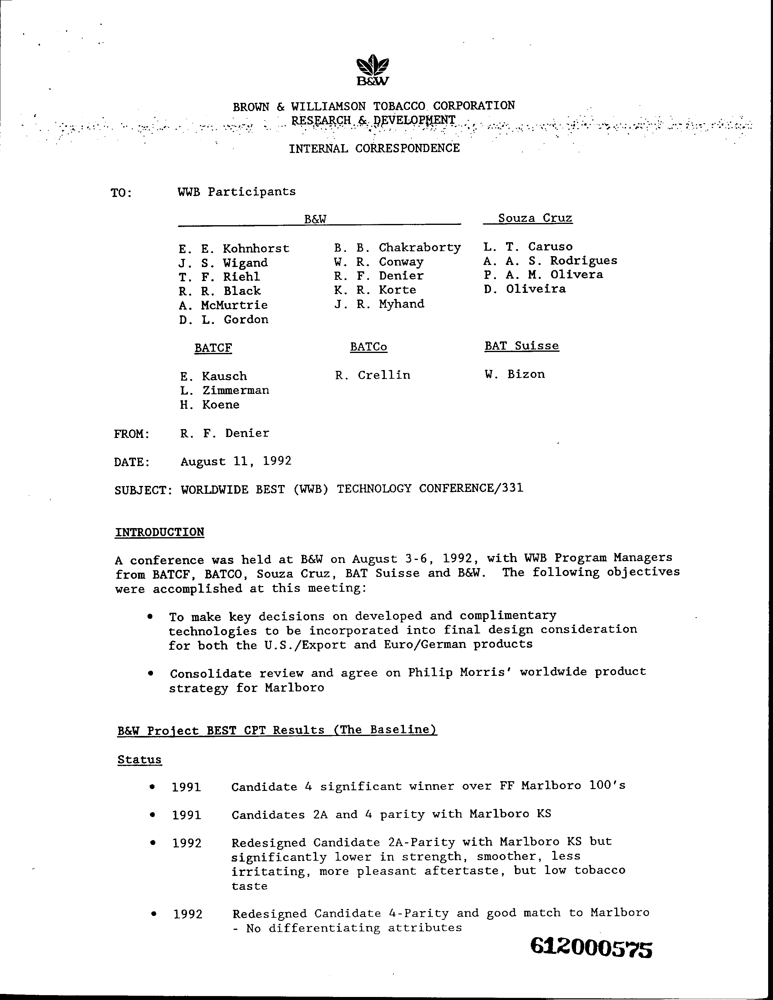 B&W
BROWN & WILLIAMSON TOBACCO CORPORATION
RESEARCH & DEVELOPMENT
INTERNAL CORRESPONDENCE
TO: WWB Participants
B&W Souza Cruz
E. E. Kohnhorst B. B. Chakraborty L. T. Caruso
J. S. Wigand W. R. Conway A. A. S. Rodrigues
T. F. Riehl R. F. Denier P. A. M. Olivera
R. R. Black K. R. Korte D. Oliveira
A. McMurtrie J. R. Myhand
D. L. Gordon
BATCF BATCo BAT Suisse
E. Kausch R. Crellin W. Bizon
L. Zimmerman
H. Koene
FROM: R. F. Denier
DATE: August 11, 1992
SUBJECT: WORLDWIDE BEST (WWB) TECHNOLOGY CONFERENCE/331
INTRODUCTION
A conference was held at B&W on August 3-6, 1992, with WWB Program Managers
from BATCF, BATCO, Souza Cruz, BAT Suisse and B&W. The following objectives
were accomplished at this meeting:
• To make key decisions on developed and complimentary
technologies to be incorporated into final design consideration
for both the U.S./Export and Euro/German products
• Consolidate review and agree on Philip Morris' worldwide product
strategy for Marlboro
B&W Project BEST CPT Results (The Baseline)
Status
• 1991 Candidate 4 significant winner over FF Marlboro 100's
• 1991 Candidates 2A and 4 parity with Marlboro KS
• 1992 Redesigned Candidate 2A-Parity with Marlboro KS but
significantly lower in strength, smoother, less
irritating, more pleasant aftertaste, but low tobacco
taste
• 1992 Redesigned Candidate 4-Parity and good match to Marlboro
- No differentiating attributes
612000575